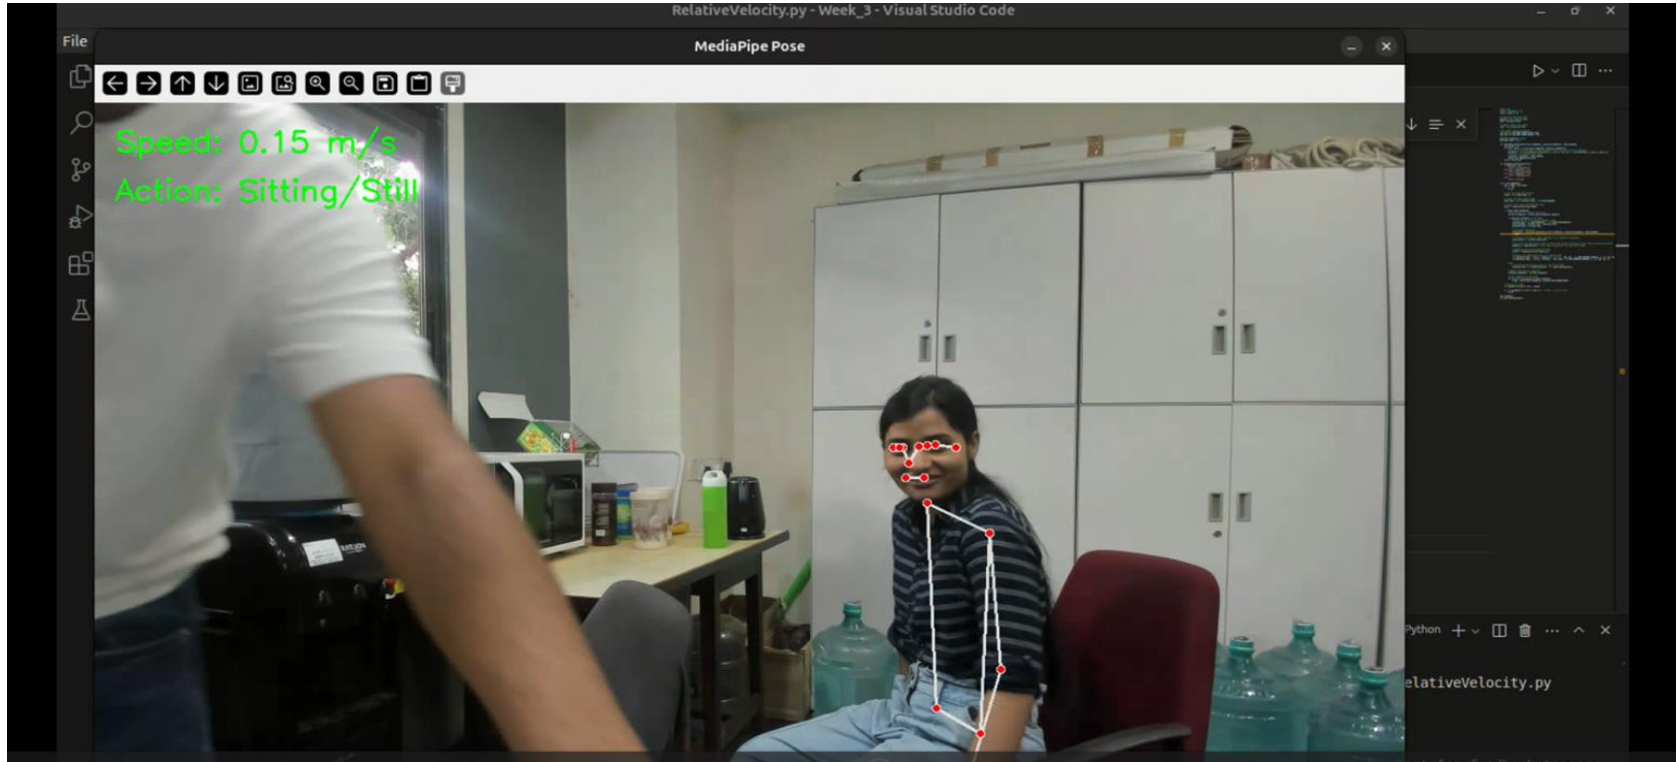 RelativeVelocity.py - Week_3 - Visual Studio Code
File
MediaPipe Pose
Speed: 0.15 m/s
Action: Sitting/Still
Python
elativeVelocity.py